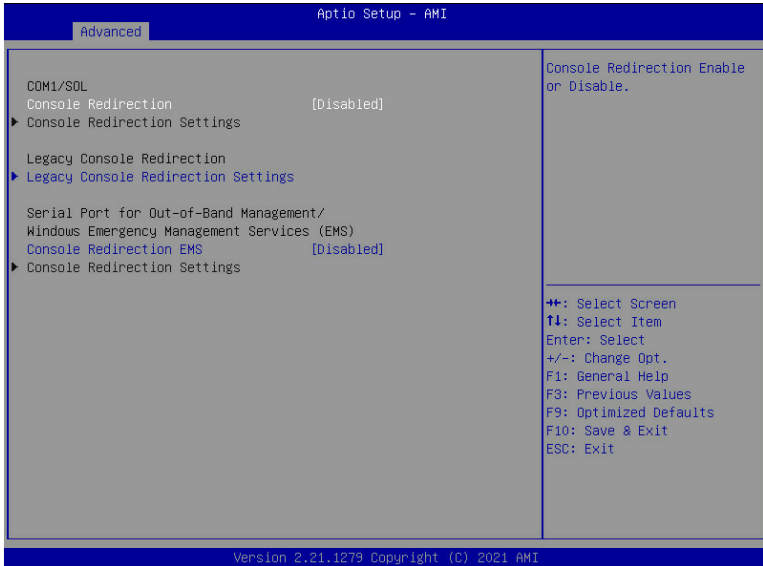 Aptio Setup - AMI
Advanced
COM1/SOL
Console Redirection [Disabled]
Console Redirection Settings
Legacy Console Redirection
Legacy Console Redirection Settings
Serial Port for Out-of-Band Management/
Windows Emergency Management Services (EMS)
Console Redirection EMS [Disabled]
Console Redirection Settings
Console Redirection Enable
or Disable.
→←: Select Screen
↑↓: Select Item
Enter: Select
+/-: Change Opt.
F1: General Help
F3: Previous Values
F9: Optimized Defaults
F10: Save & Exit
ESC: Exit
Version 2.21.1279 Copyright (C) 2021 AMI